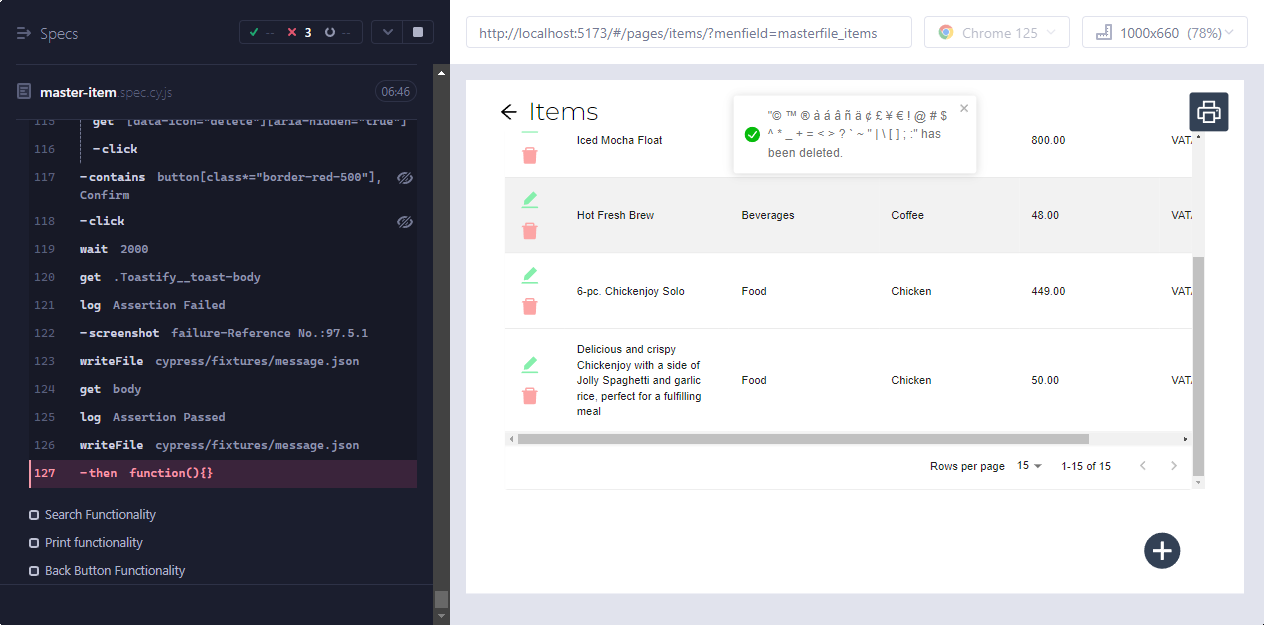 Specs
-- 3 --
master-item.spec.cy.js 06:46
115 get [data-icon="delete"][aria-hidden="true"]
116 -click
117 -contains button[class*="border-red-500"],
Confirm
118 -click
119 wait 2000
120 get .Toastify__toast-body
121 log Assertion Failed
122 -screenshot failure-Reference No.:97.5.1
123 writeFile cypress/fixtures/message.json
124 get body
125 log Assertion Passed
126 writeFile cypress/fixtures/message.json
127 -then function(){}
Search Functionality
Print functionality
Back Button Functionality
http://localhost:5173/#/pages/items/?menfield=masterfile_items
Chrome 125
1000x660 (78%)
Items
"© ™ ® à á â ñ ä ¢ £ ¥ € ! @ # $
^ * _ + = < > ? ` ~ " | \ [ ] ; :" has
been deleted.
Iced Mocha Float 800.00 VAT
Hot Fresh Brew Beverages Coffee 48.00 VAT
6-pc. Chickenjoy Solo Food Chicken 449.00 VAT
Delicious and crispy
Chickenjoy with a side of
Jolly Spaghetti and garlic
rice, perfect for a fulfilling
meal
Food Chicken 50.00 VAT
Rows per page 15 1-15 of 15